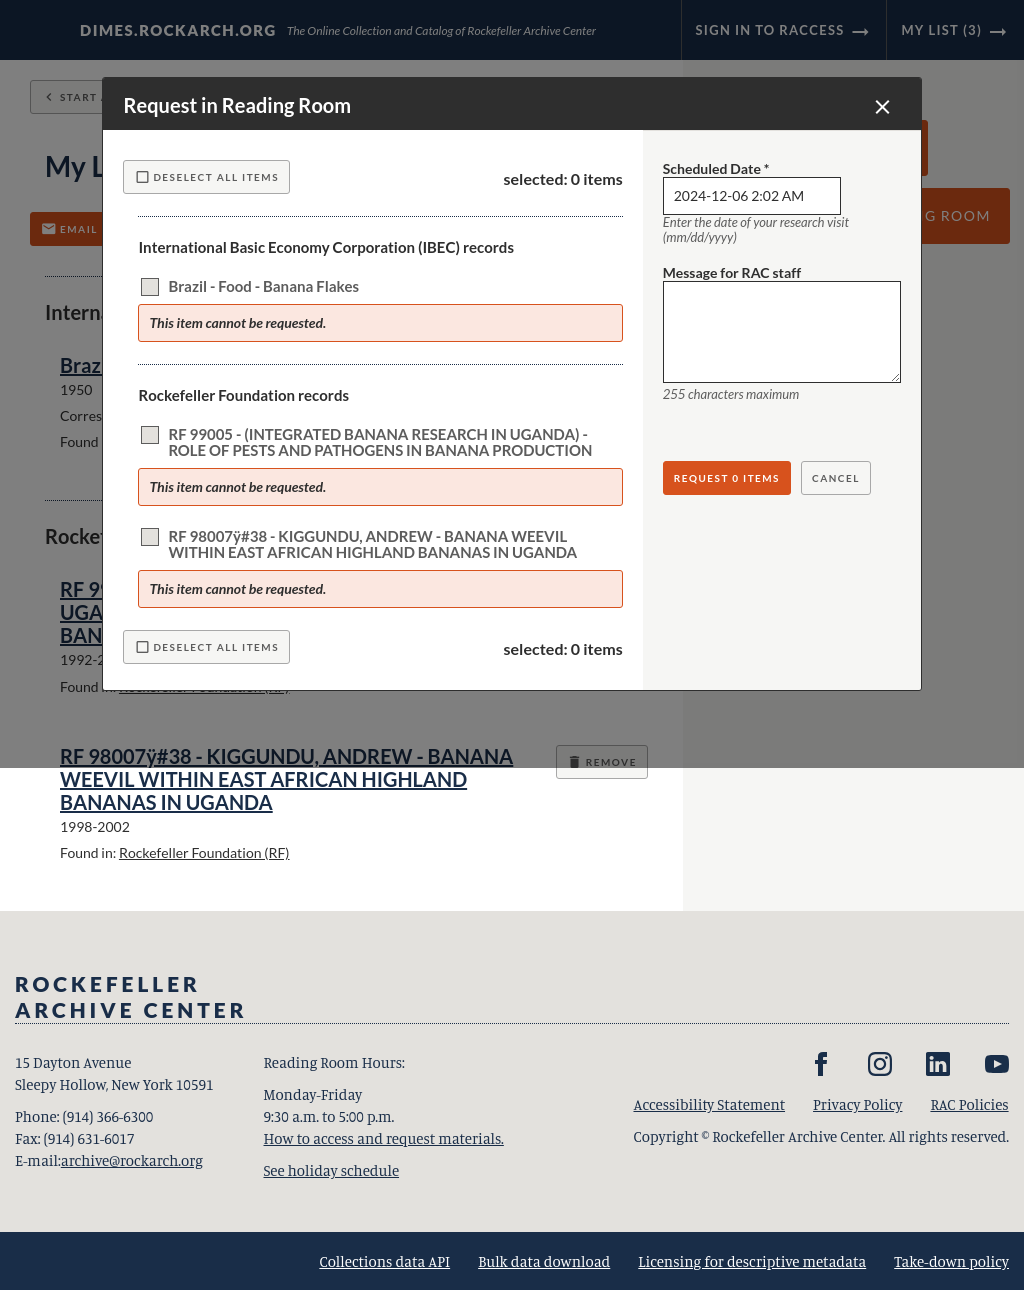 DIMES.ROCKARCH.ORG The Online Collection and Catalog of Rockefeller Archive Center SIGN IN TO RACCESS MY LIST (3)
START
My L
EMAIL
G ROOM
Interna
Brazi
1950
Corres
Found
Rockef
RF 99
UGA
BAN
1992-2
Found in: Rockefeller Foundation (RF)
Request in Reading Room
DESELECT ALL ITEMS selected: 0 items
International Basic Economy Corporation (IBEC) records
Brazil - Food - Banana Flakes
This item cannot be requested.
Rockefeller Foundation records
RF 99005 - (INTEGRATED BANANA RESEARCH IN UGANDA) -
ROLE OF PESTS AND PATHOGENS IN BANANA PRODUCTION
This item cannot be requested.
RF 98007ÿ#38 - KIGGUNDU, ANDREW - BANANA WEEVIL
WITHIN EAST AFRICAN HIGHLAND BANANAS IN UGANDA
This item cannot be requested.
DESELECT ALL ITEMS selected: 0 items
Scheduled Date *
2024-12-06 2:02 AM
Enter the date of your research visit
(mm/dd/yyyy)
Message for RAC staff
255 characters maximum
REQUEST 0 ITEMS CANCEL
RF 98007ÿ#38 - KIGGUNDU, ANDREW - BANANA
WEEVIL WITHIN EAST AFRICAN HIGHLAND
BANANAS IN UGANDA
REMOVE
1998-2002
Found in: Rockefeller Foundation (RF)
ROCKEFELLER
ARCHIVE CENTER
15 Dayton Avenue
Sleepy Hollow, New York 10591
Phone: (914) 366-6300
Fax: (914) 631-6017
E-mail:archive@rockarch.org
Reading Room Hours:
Monday-Friday
9:30 a.m. to 5:00 p.m.
How to access and request materials.
See holiday schedule
Accessibility Statement Privacy Policy RAC Policies
Copyright © Rockefeller Archive Center. All rights reserved.
Collections data API Bulk data download Licensing for descriptive metadata Take-down policy